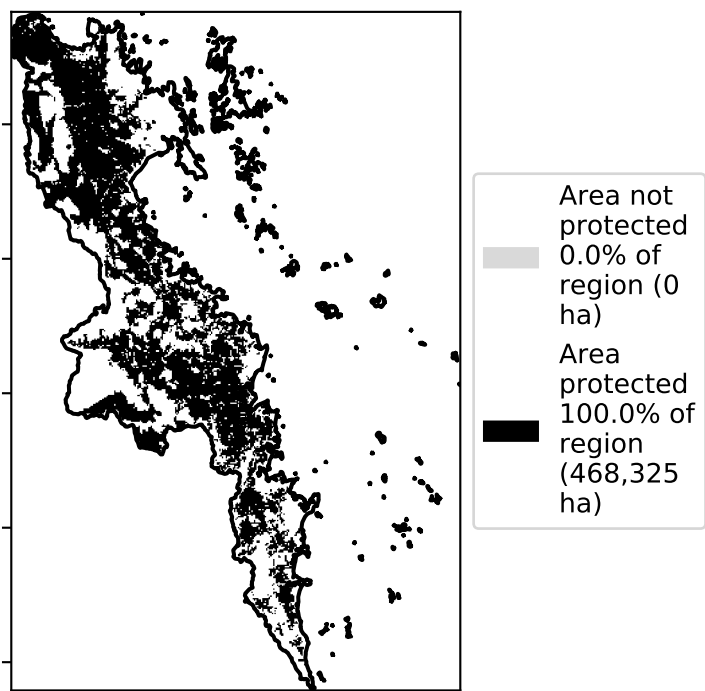 Area not
protected
0.0% of
region (0
ha)
Area
protected
100.0% of
region
(468,325
ha)